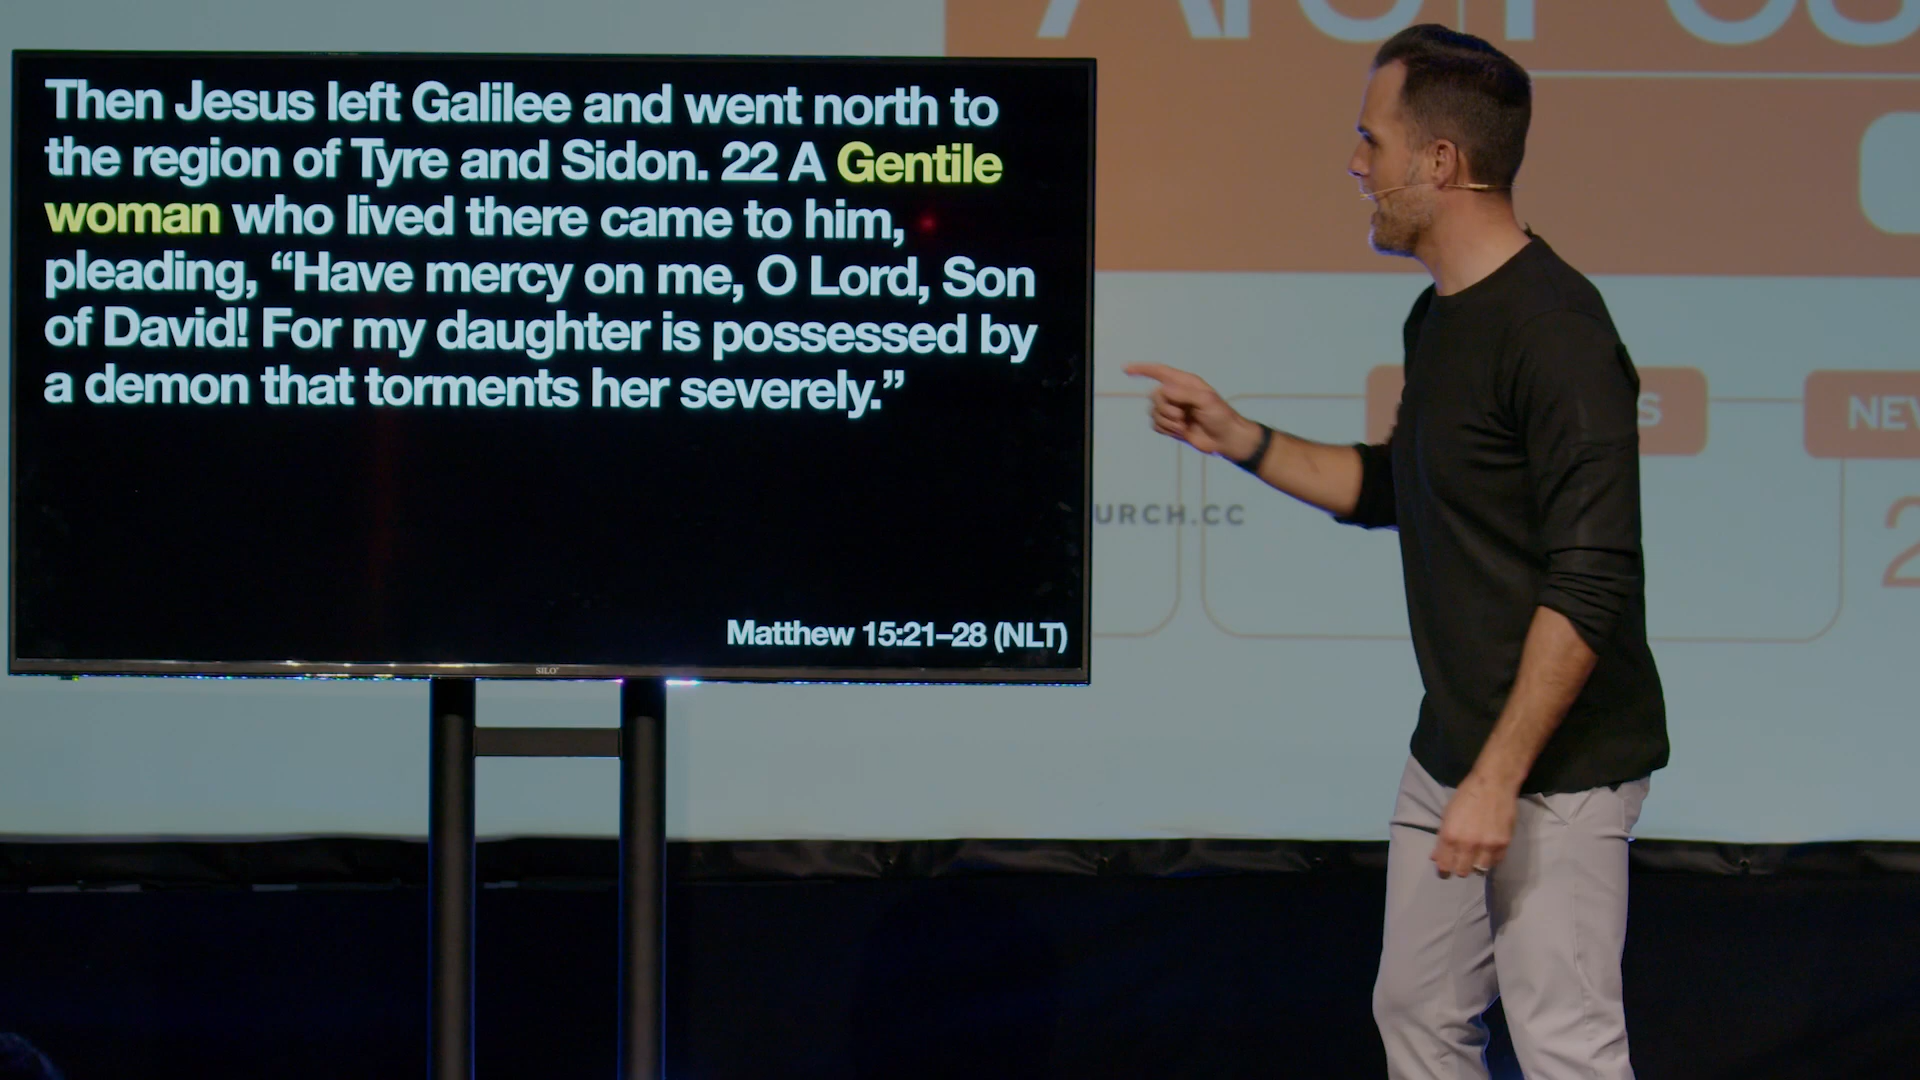 Then Jesus left Galilee and went north to
the region of Tyre and Sidon. 22 A Gentile
woman who lived there came to him,
pleading, “Have mercy on me, O Lord, Son
of David! For my daughter is possessed by
a demon that torments her severely.”
Matthew 15:21–28 (NLT)
SILO